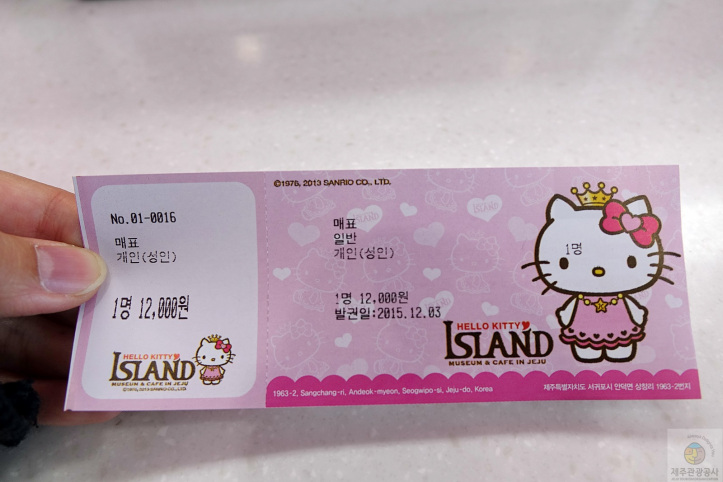 ©1976, 2013 SANRIO CO., LTD.
No.01-0016
매표
개인(성인)
1명 12,000원
HELLO KITTY
ISLAND
MUSEUM & CAFE IN JEJU
©1976, 2013 SANRIO CO., LTD.
매표
일반
개인(성인)
1명 12,000원
발권일:2015.12.03
1명
HELLO KITTY
ISLAND
MUSEUM & CAFE IN JEJU
1963-2, Sangchang-ri, Andeok-myeon, Seogwipo-si, Jeju-do, Korea
제주특별자치도 서귀포시 안덕면 상창리 1963-2번지
제주관광공사